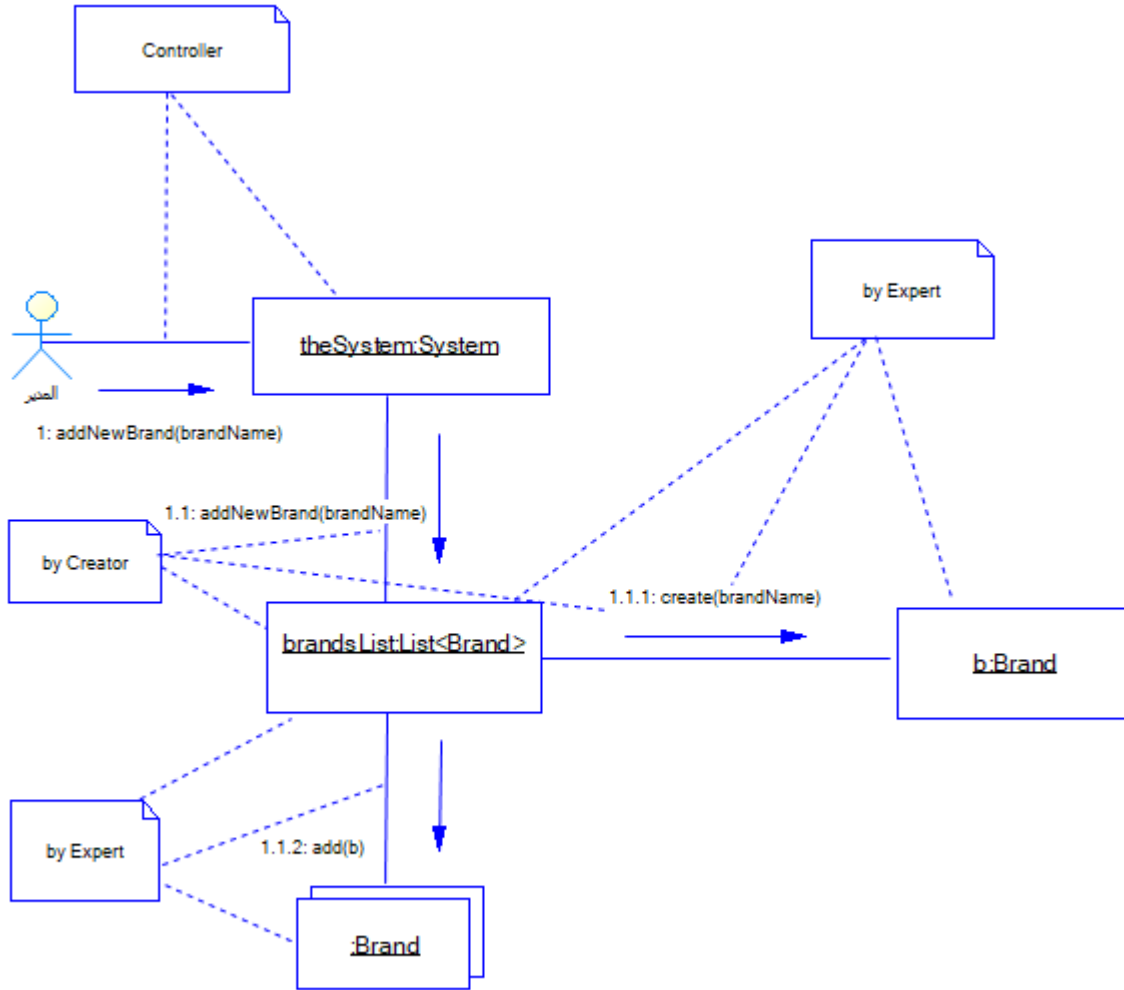 Controller
by Expert
theSystem:System
المدير
1: addNewBrand(brandName)
1.1: addNewBrand(brandName)
by Creator
1.1.1: create(brandName)
brandsList:List<Brand>
b:Brand
by Expert
1.1.2: add(b)
:Brand